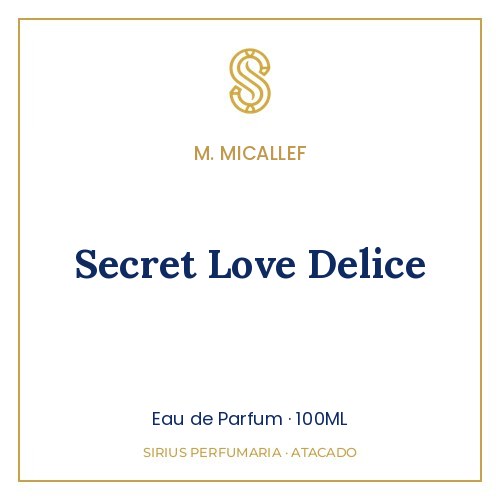 M. MICALLEF
Secret Love Delice
Eau de Parfum · 100ML
SIRIUS PERFUMARIA · ATACADO